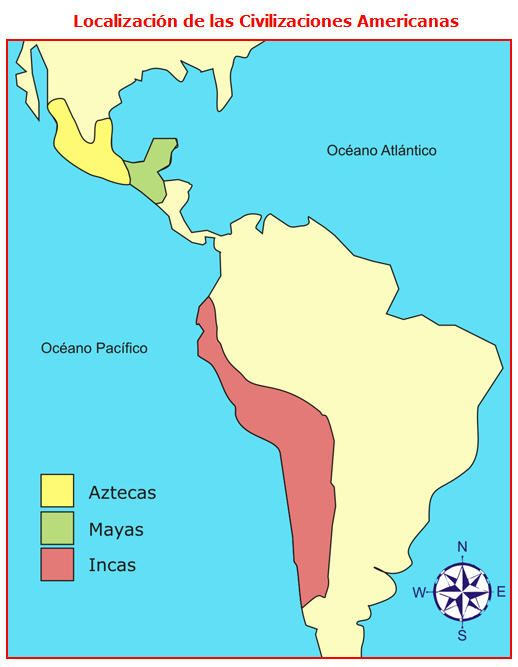 Localización de las Civilizaciones Americanas
Océano Atlántico
Océano Pacífico
Aztecas
Mayas
Incas
N
W
E
S